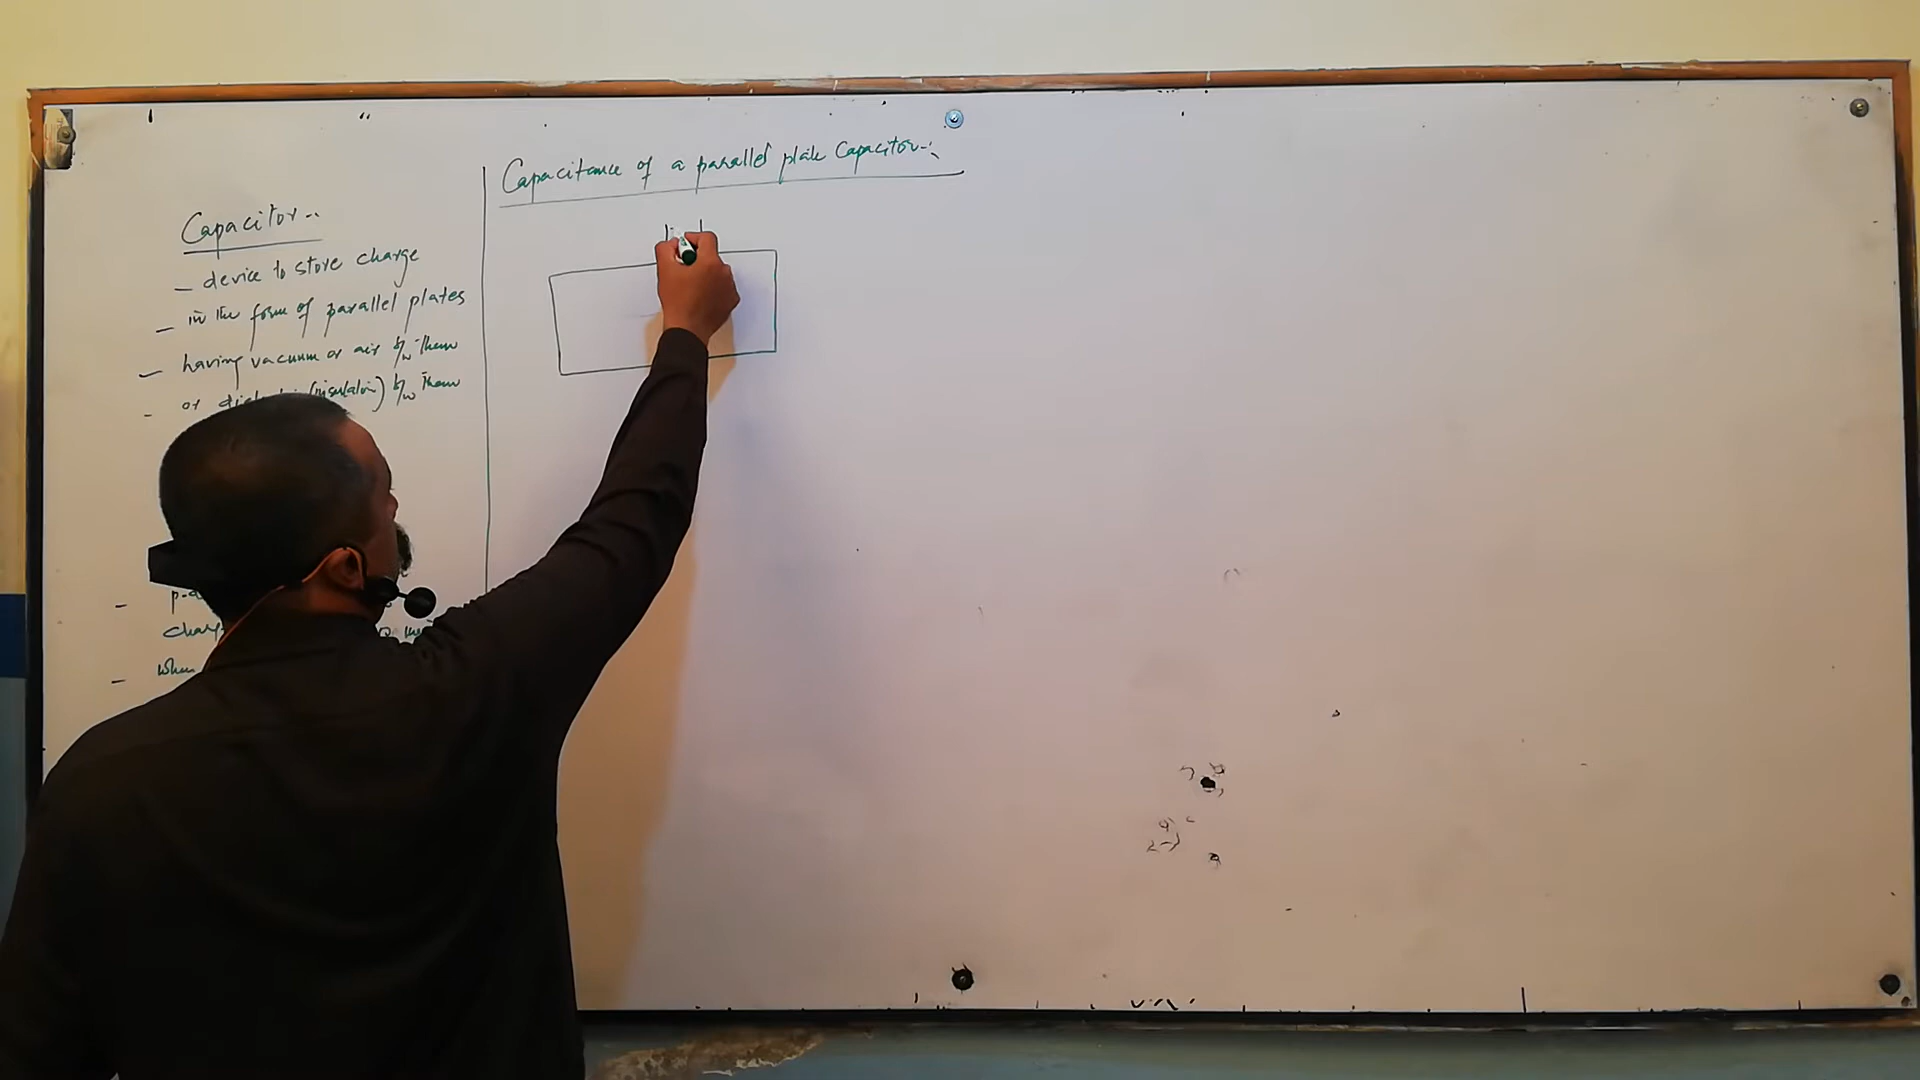 Capacitance of a parallel plate Capacitor-:
Capacitor-.
— device to store charge
— in the form of parallel plates
— having vacuum or air b/w them
- or (insulator) b/w them
—
— when